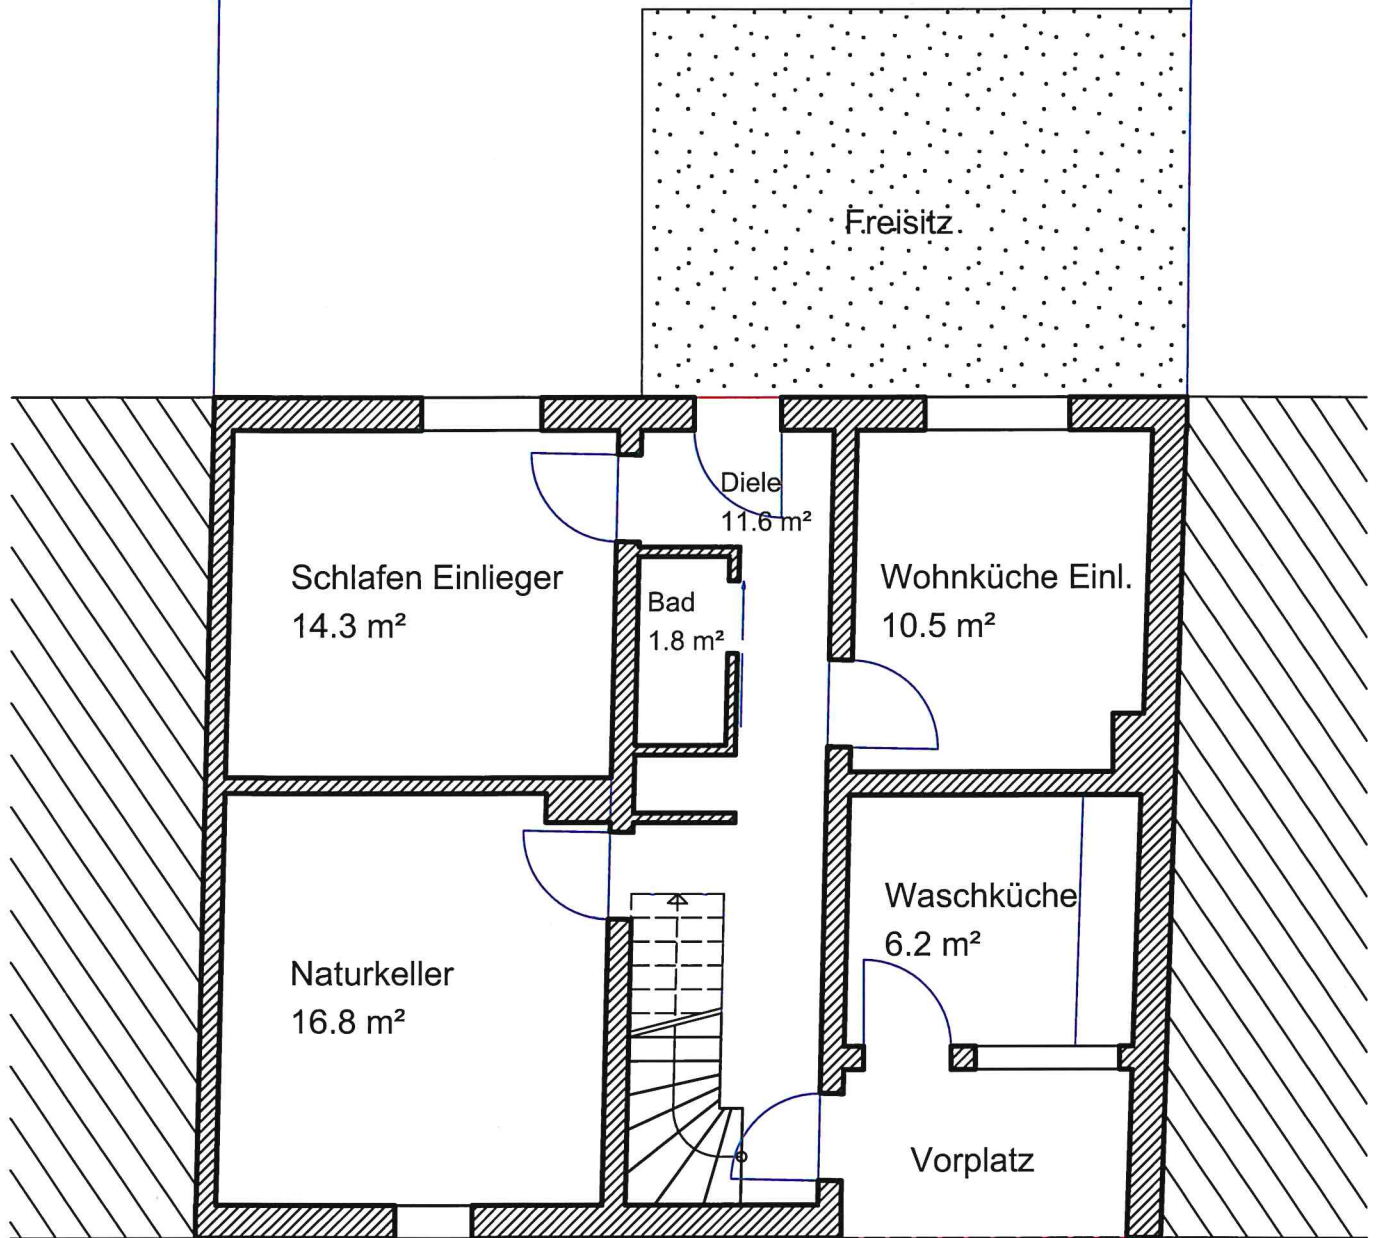 Freisitz
Diele
11.6 m²
Schlafen Einlieger
14.3 m²
Bad
1.8 m²
Wohnküche Einl.
10.5 m²
Waschküche
6.2 m²
Naturkeller
16.8 m²
Vorplatz